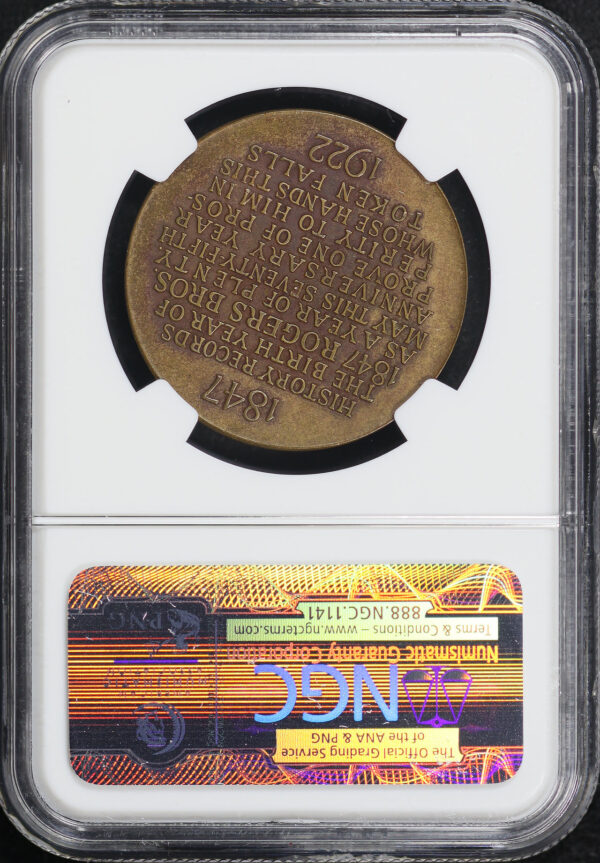 1847
HISTORY RECORDS
THE BIRTH YEAR OF
1847 ROGERS BROS
AS A YEAR OF PLENTY
MAY THIS SEVENTY-FIFTH
ANNIVERSARY YEAR
PROVE ONE OF PROS-
PERITY TO HIM IN
WHOSE HANDS THIS
TOKEN FALLS
1922
The Official Grading Service
of the ANA & PNG
NGC
Numismatic Guaranty Corporation
Terms & Conditions – www.ngcterms.com
888.NGC.1141
PNG